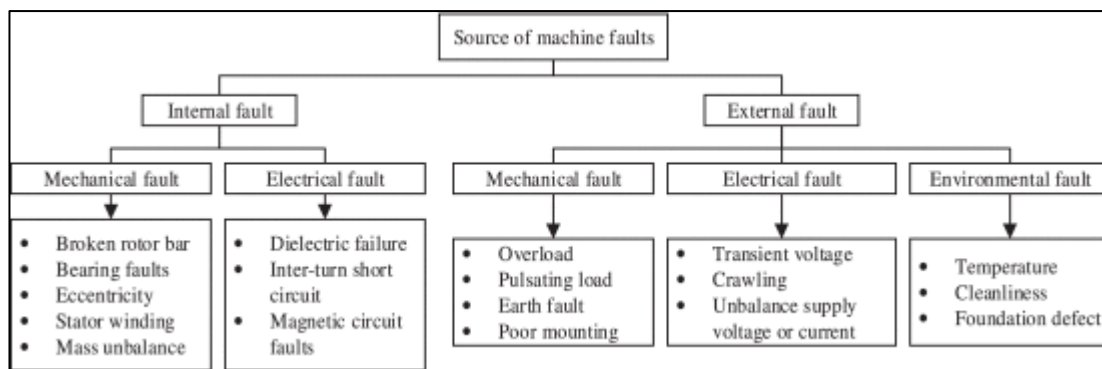 Source of machine faults
Internal fault
External fault
Mechanical fault
Electrical fault
Mechanical fault
Electrical fault
Environmental fault
• Broken rotor bar
• Bearing faults
• Eccentricity
• Stator winding
• Mass unbalance
• Dielectric failure
• Inter-turn short
circuit
• Magnetic circuit
faults
• Overload
• Pulsating load
• Earth fault
• Poor mounting
• Transient voltage
• Crawling
• Unbalance supply
voltage or current
• Temperature
• Cleanliness
• Foundation defect